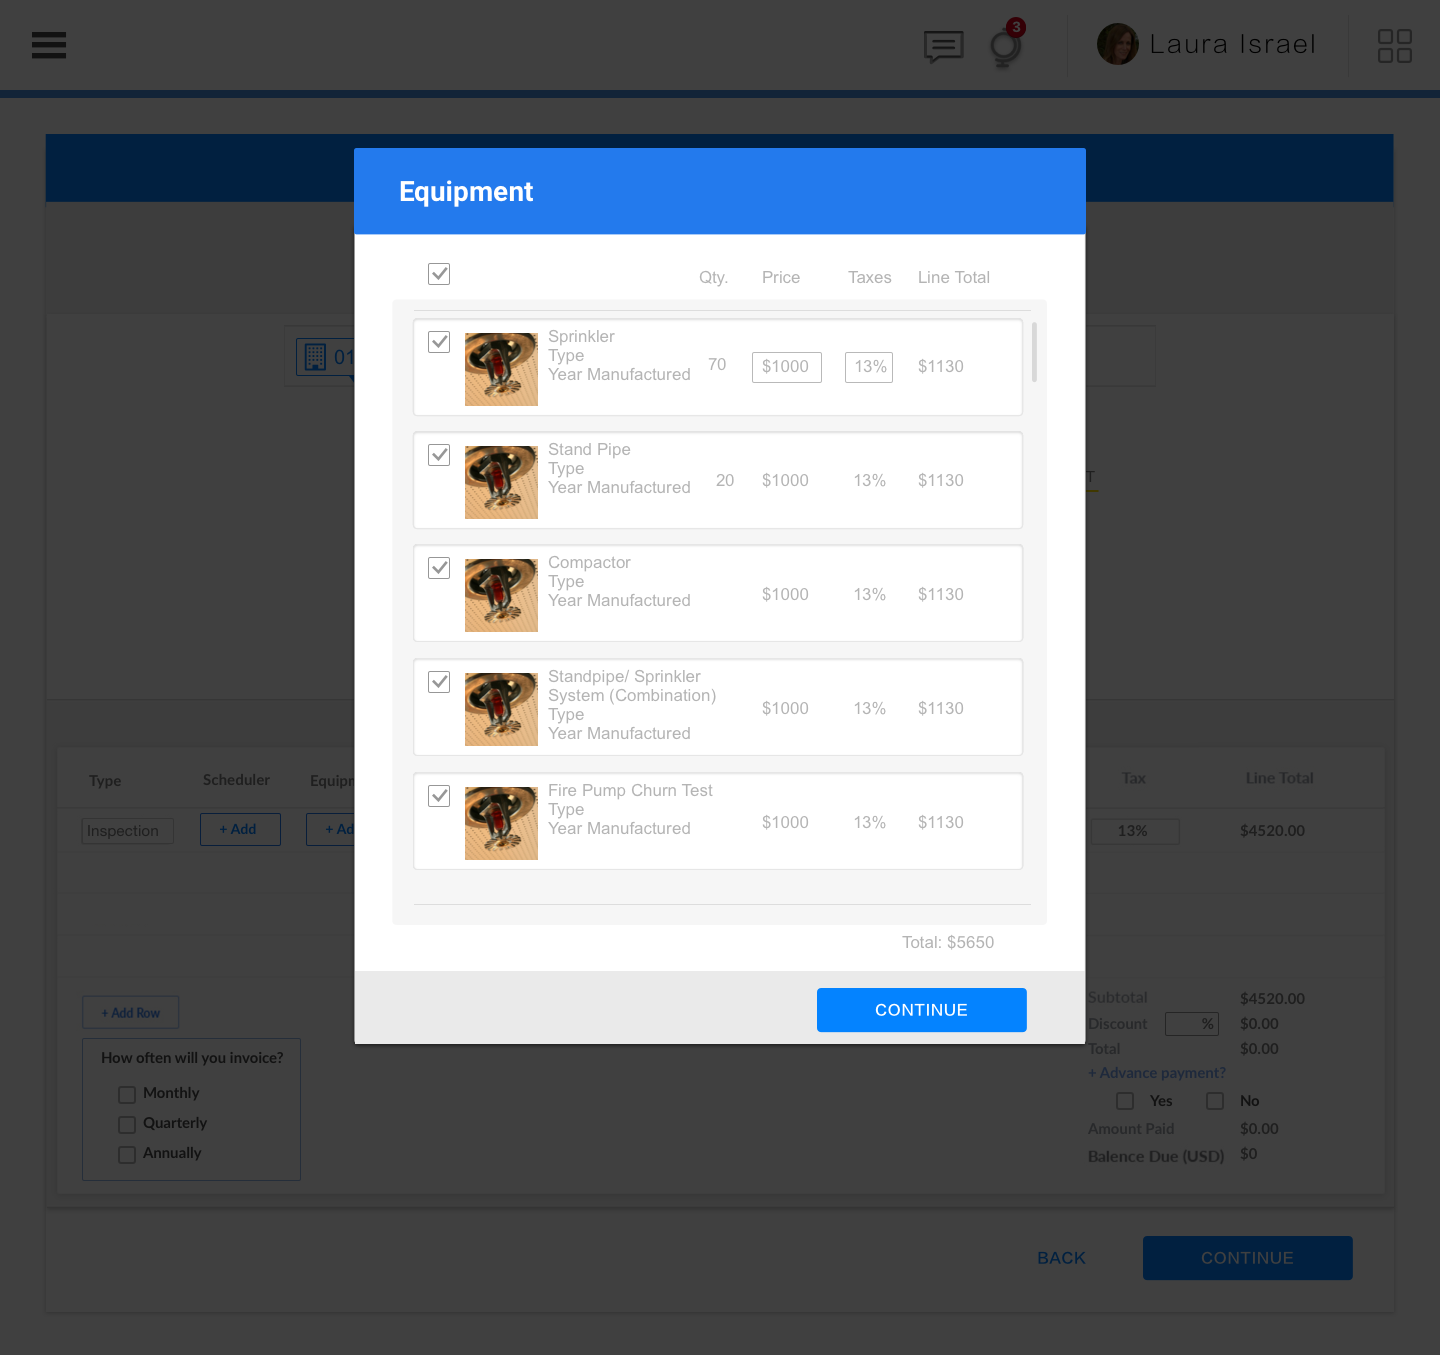 3
Laura Israel
Equipment
Qty. Price Taxes Line Total
Sprinkler
Type
Year Manufactured
70 $1000 13% $1130
Stand Pipe
Type
Year Manufactured
20 $1000 13% $1130
Compactor
Type
Year Manufactured
$1000 13% $1130
Standpipe/ Sprinkler
System (Combination)
Type
Year Manufactured
$1000 13% $1130
Fire Pump Churn Test
Type
Year Manufactured
$1000 13% $1130
Total: $5650
CONTINUE
01
T
Type Scheduler Equipm Tax Line Total
Inspection + Add + Ad 13% $4520.00
+ Add Row
How often will you invoice?
Monthly
Quarterly
Annually
Subtotal $4520.00
Discount % $0.00
Total $0.00
+ Advance payment?
Yes No
Amount Paid $0.00
Balence Due (USD) $0
BACK CONTINUE